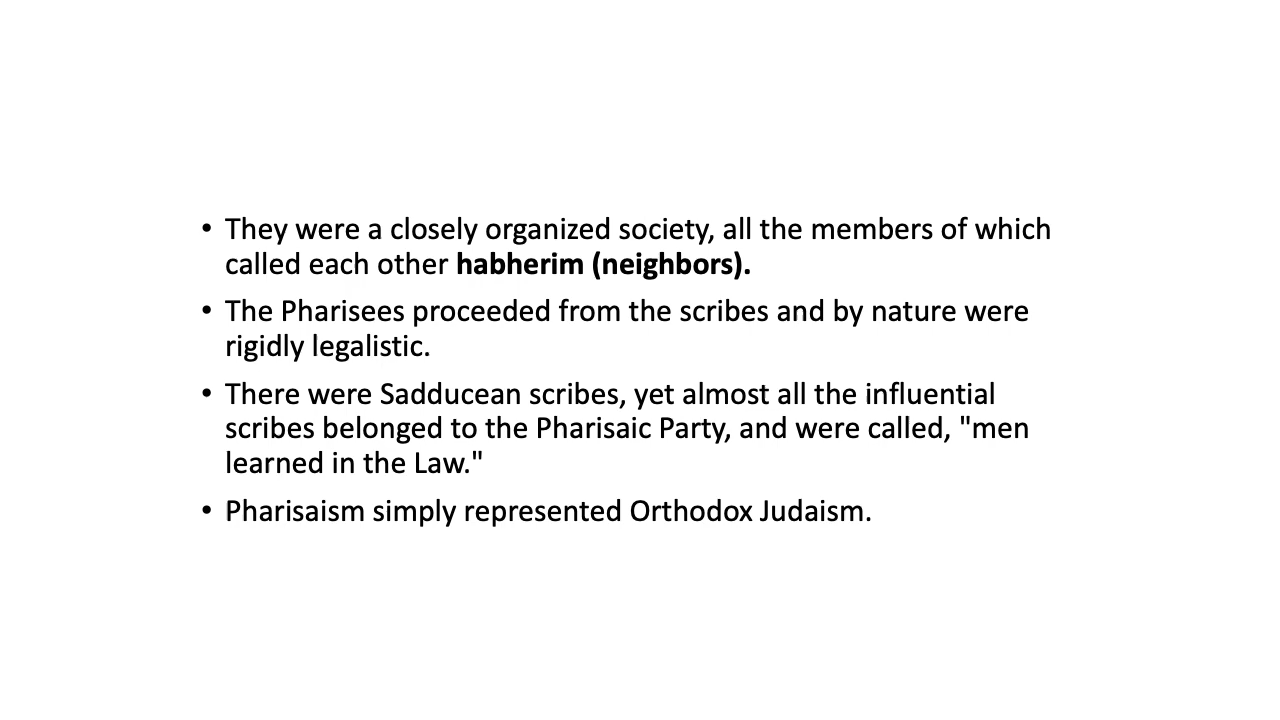 • They were a closely organized society, all the members of which
called each other habherim (neighbors).
• The Pharisees proceeded from the scribes and by nature were
rigidly legalistic.
• There were Sadducean scribes, yet almost all the influential
scribes belonged to the Pharisaic Party, and were called, "men
learned in the Law."
• Pharisaism simply represented Orthodox Judaism.